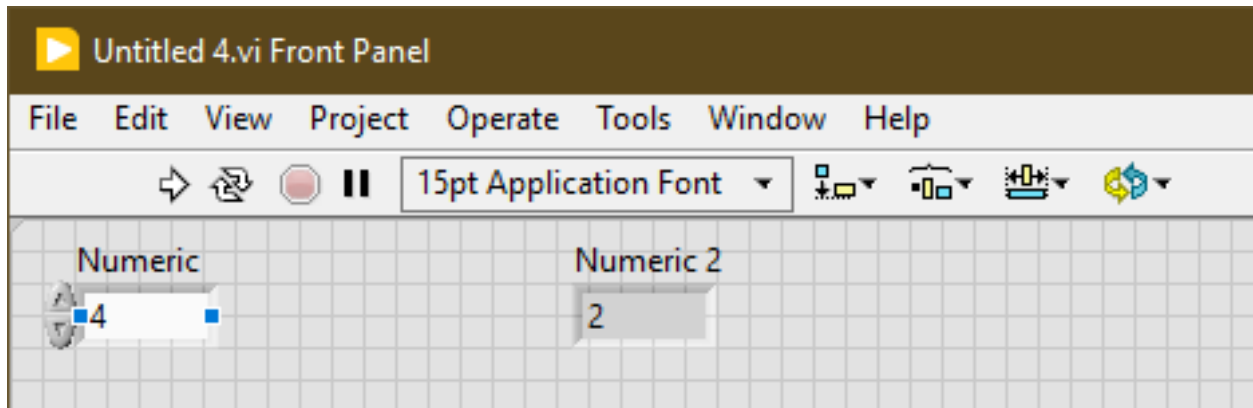 Untitled 4.vi Front Panel
File Edit View Project Operate Tools Window Help
15pt Application Font
Numeric Numeric 2
4 2